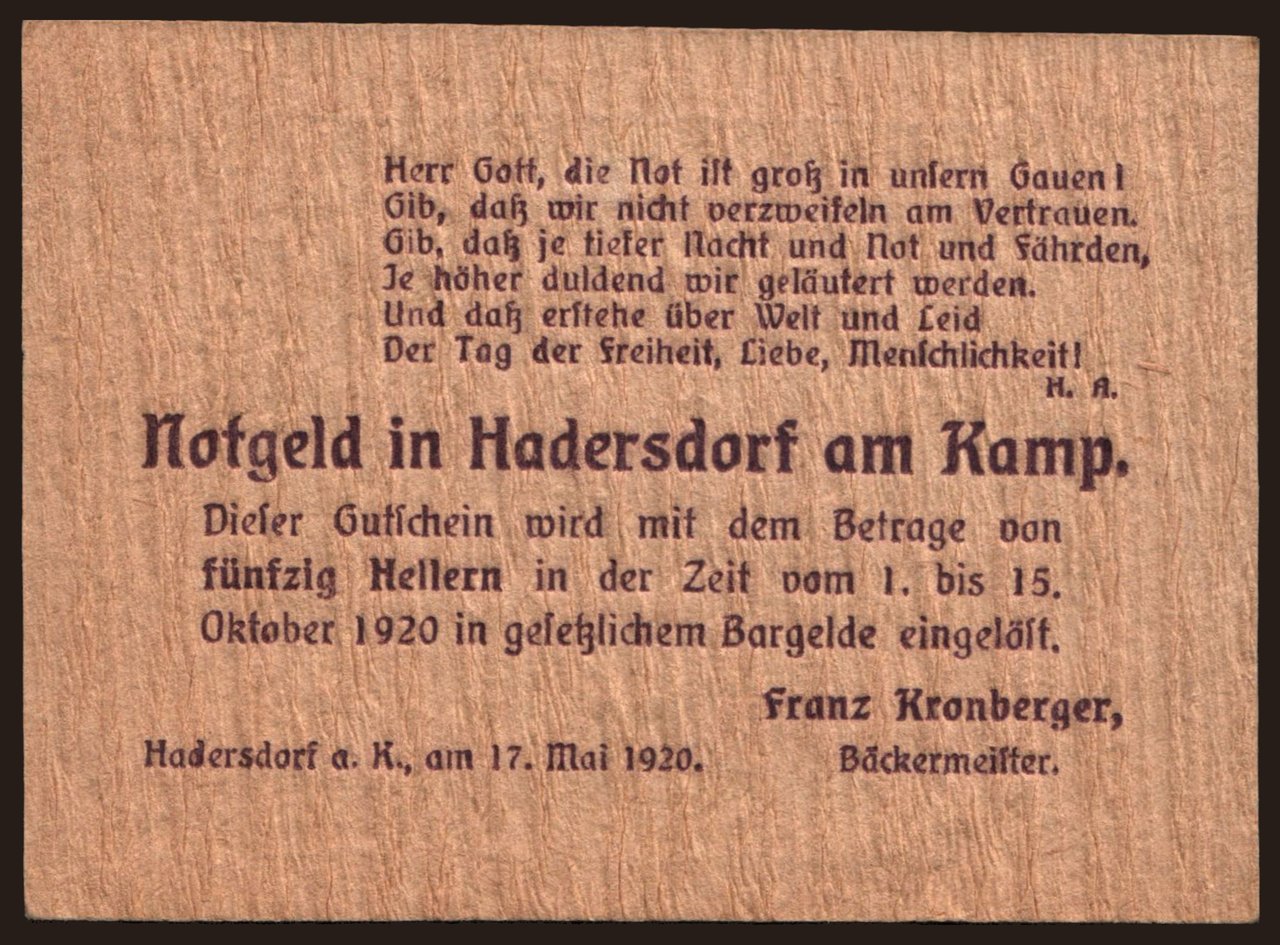 Herr Gott, die Not iſt groß in unſern Gauen!
Gib, daß wir nicht verzweifeln am Vertrauen.
Gib, daß je tiefer Nacht und Not und Fährden,
Je höher duldend wir geläutert werden.
Und daß erſtehe über Welt und Leid
Der Tag der Freiheit, Liebe, Menſchlichkeit!
H. A.
Notgeld in Hadersdorf am Kamp.
Dieſer Gutſchein wird mit dem Betrage von
fünfzig Hellern in der Zeit vom 1. bis 15.
Oktober 1920 in geſetzlichem Bargelde eingelöſt.
Franz Kronberger,
Hadersdorf a. K., am 17. Mai 1920. Bäckermeiſter.